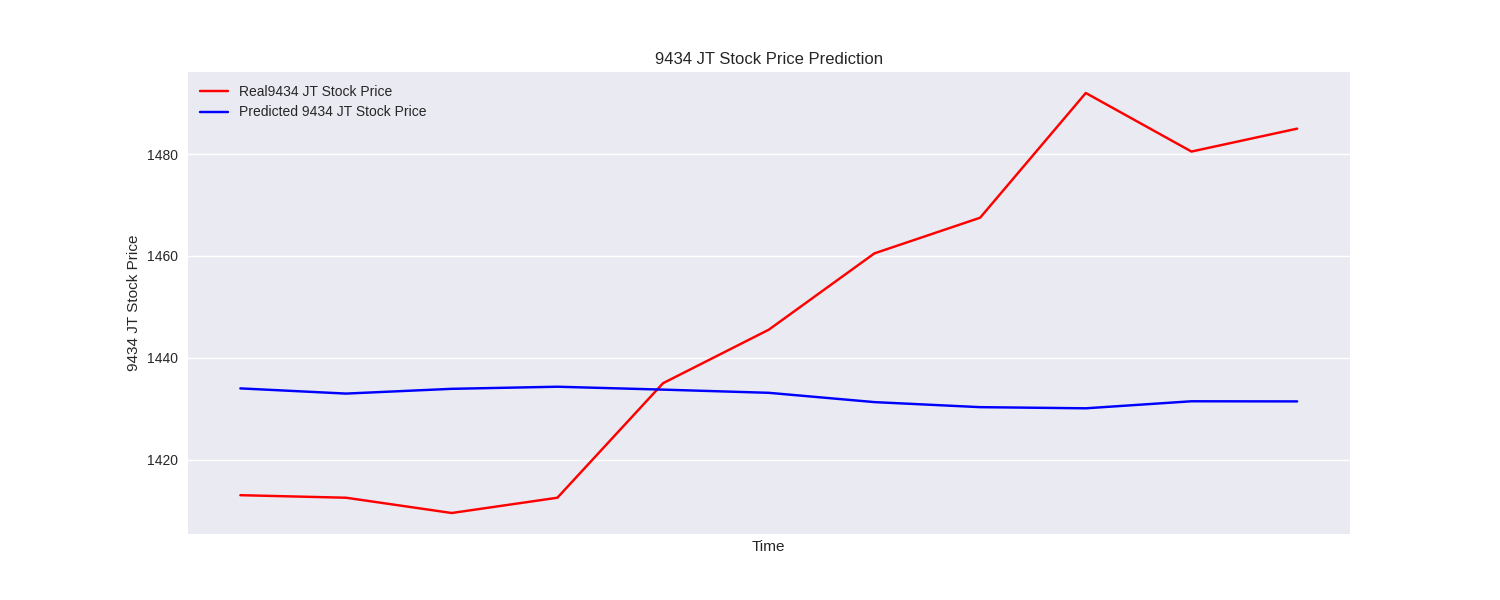 9434 JT Stock Price Prediction
Real9434 JT Stock Price
Predicted 9434 JT Stock Price
9434 JT Stock Price
1480
1460
1440
1420
Time